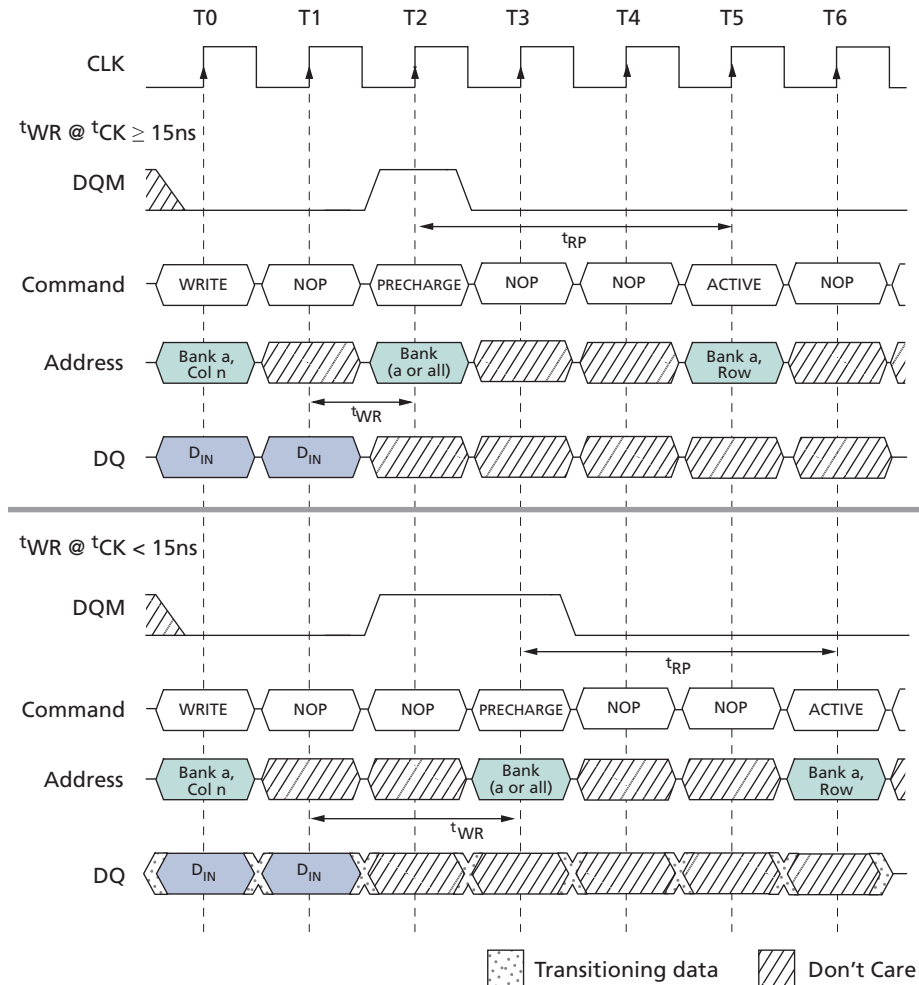 T0 T1 T2 T3 T4 T5 T6
CLK
tWR @ tCK ≥ 15ns
DQM
tRP
Command WRITE NOP PRECHARGE NOP NOP ACTIVE NOP
Address Bank a, Bank Bank a,
Col n (a or all) Row
tWR
DQ DIN DIN
tWR @ tCK < 15ns
DQM
tRP
Command WRITE NOP NOP PRECHARGE NOP NOP ACTIVE
Address Bank a, Bank Bank a,
Col n (a or all) Row
tWR
DQ DIN DIN
Transitioning data Don't Care